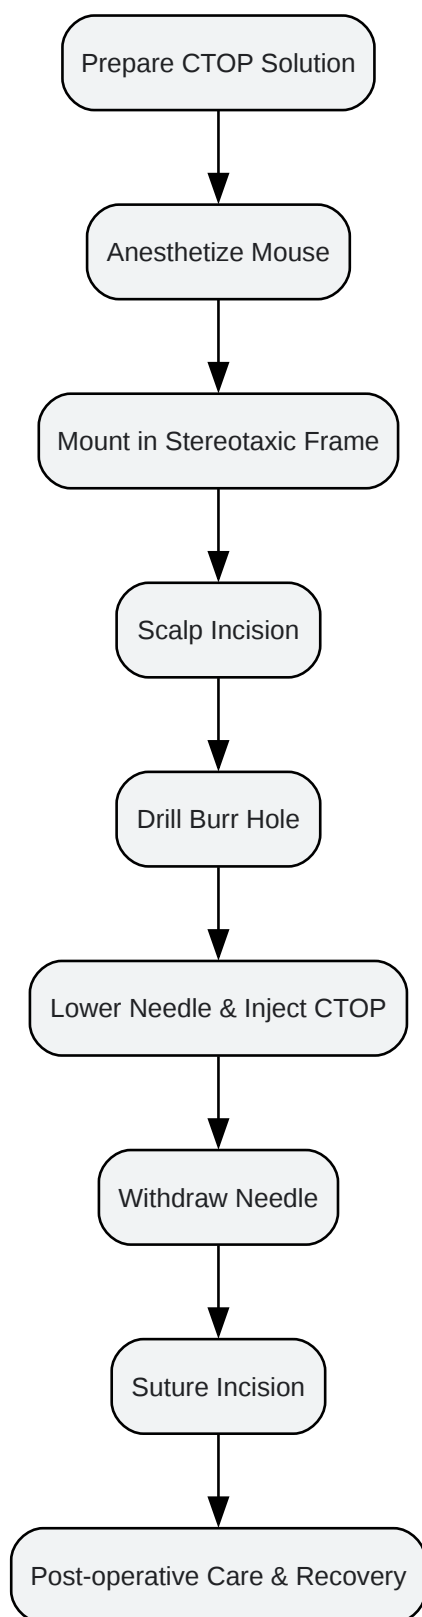 Prepare CTOP Solution
Anesthetize Mouse
Mount in Stereotaxic Frame
Scalp Incision
Drill Burr Hole
Lower Needle & Inject CTOP
Withdraw Needle
Suture Incision
Post-operative Care & Recovery